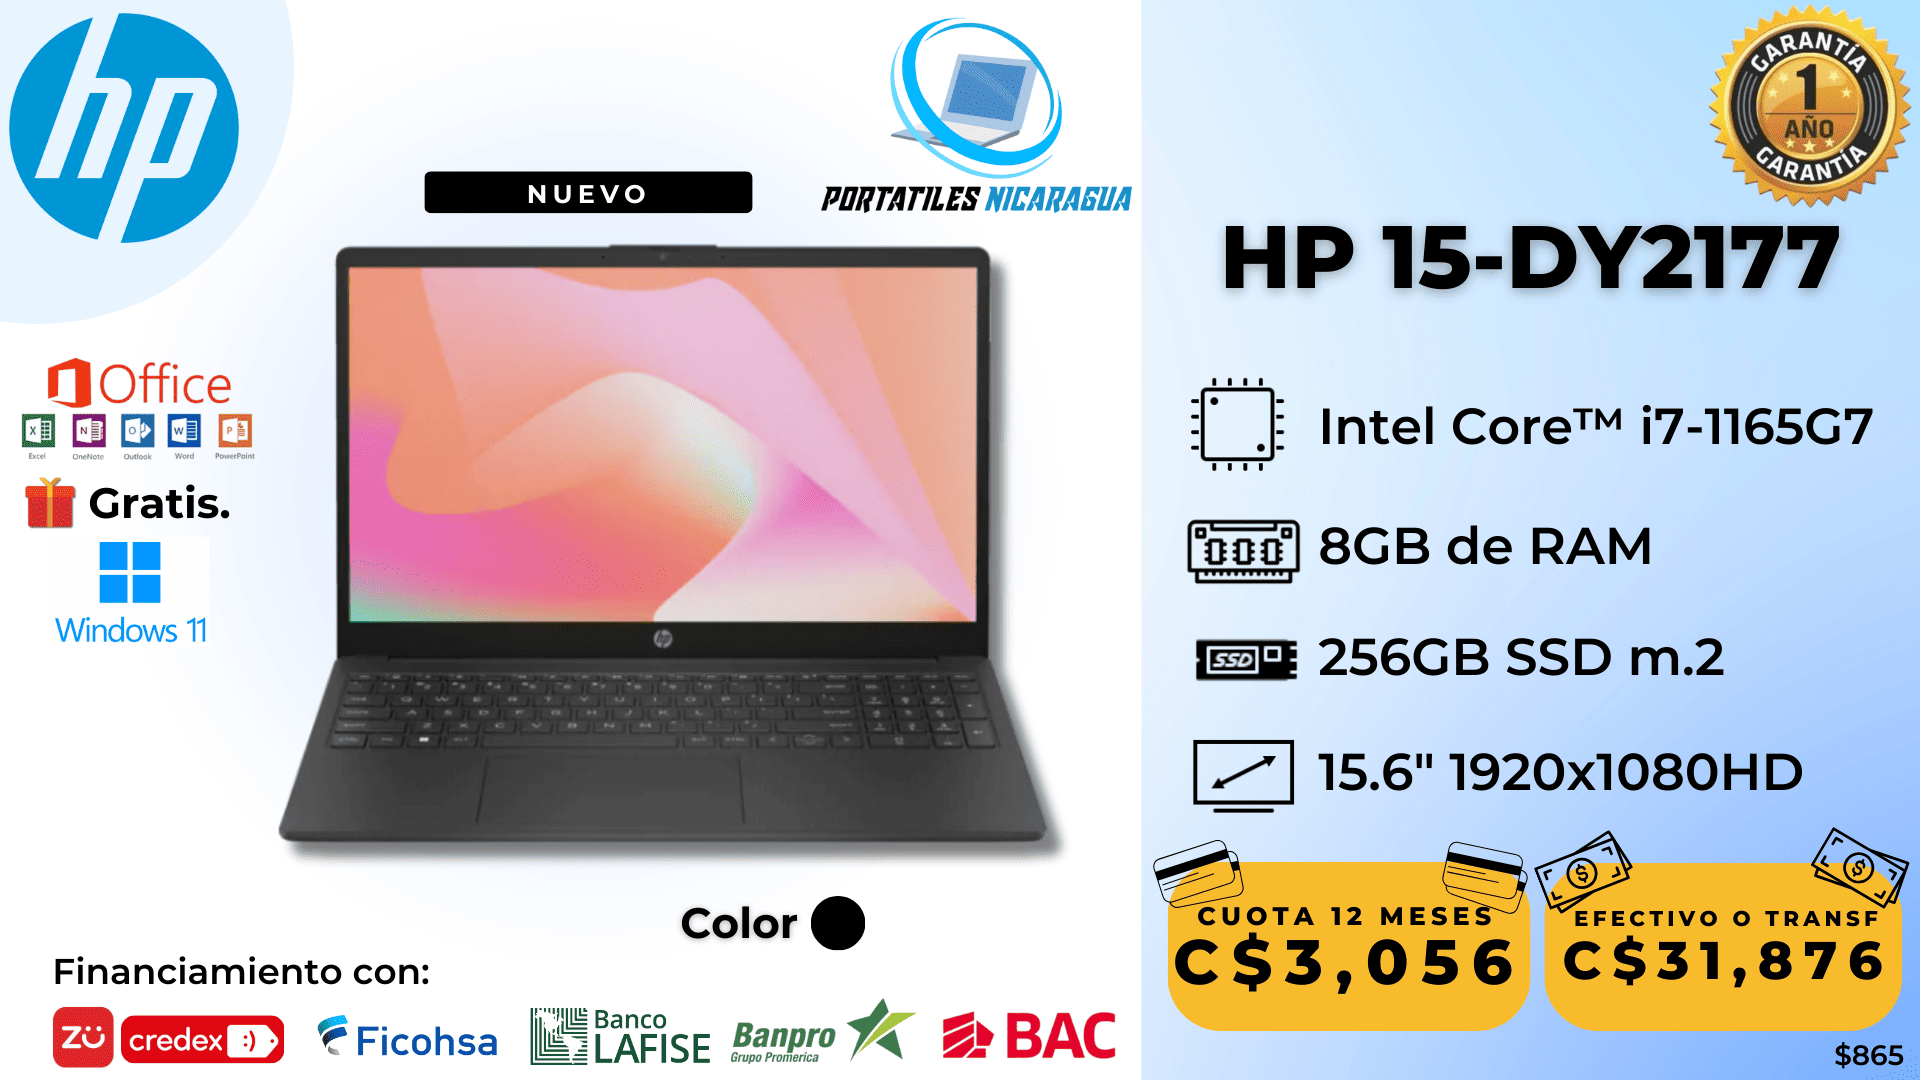 hp
NUEVO
PORTATILES NICARAGUA
GARANTÍA
1
AÑO
GARANTÍA
HP 15-DY2177
Office
Excel
OneNote
Outlook
Word
PowerPoint
Gratis.
Windows 11
Intel Core™ i7-1165G7
8GB de RAM
SSD
256GB SSD m.2
15.6" 1920x1080HD
Color
CUOTA 12 MESES
C$3,056
EFECTIVO O TRANSF
C$31,876
Financiamiento con:
ZU
credex :)
Ficohsa
Banco
LAFISE
Banpro
Grupo Promerica
BAC
$865